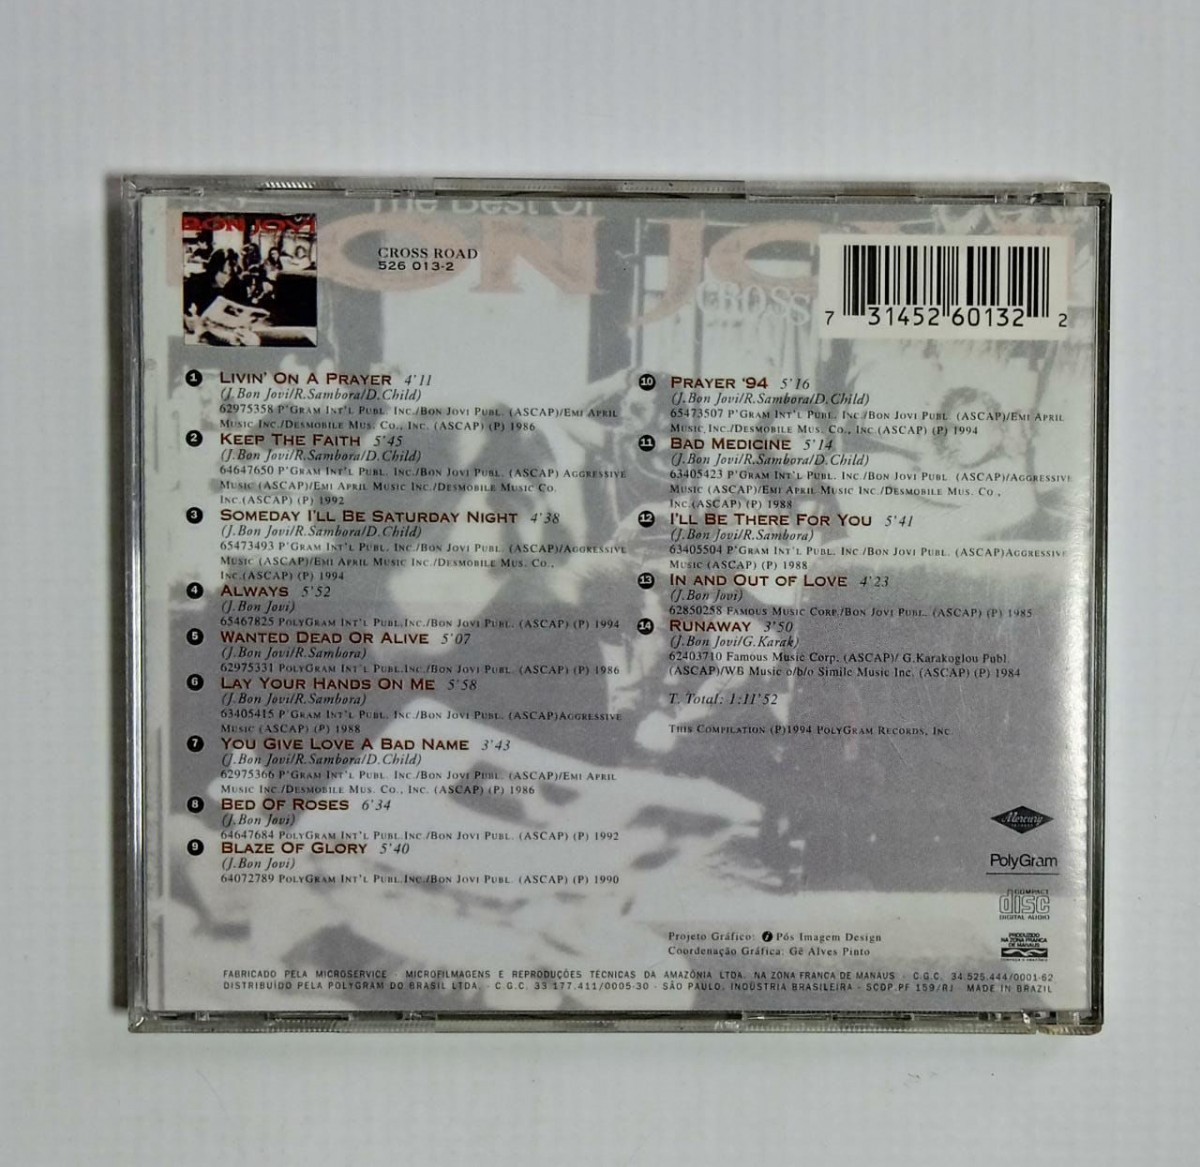 BON JOVI
The Best Of
ON JO
CROSS
CROSS ROAD
526 013-2
7 31452 60132 2
1 LIVIN' ON A PRAYER 4'11
(J.Bon Jovi/R.Sambora/D.Child)
62975358 P'GRAM INT'L PUBL. INC./BON JOVI PUBL. (ASCAP)/EMI APRIL
MUSIC INC./DESMOBILE MUS. CO., INC. (ASCAP) (P) 1986
2 KEEP THE FAITH 5'45
(J.Bon Jovi/R.Sambora/D.Child)
64647650 P'GRAM INT'L PUBL. INC./BON JOVI PUBL. (ASCAP) AGGRESSIVE
MUSIC (ASCAP)/EMI APRIL MUSIC INC./DESMOBILE MUSIC CO.
INC.(ASCAP) (P) 1992
3 SOMEDAY I'LL BE SATURDAY NIGHT 4'38
(J.Bon Jovi/R.Sambora/D.Child)
65473493 P'GRAM INT'L PUBL. INC./BON JOVI PUBL. (ASCAP)/AGGRESSIVE
MUSIC (ASCAP)/EMI APRIL MUSIC INC./DESMOBILE MUS. CO.,
INC.(ASCAP) (P) 1994
4 ALWAYS 5'52
(J.Bon Jovi)
65467825 POLYGRAM INT'L PUBL.INC./BON JOVI PUBL. (ASCAP) (P) 1994
5 WANTED DEAD OR ALIVE 5'07
(J.Bon Jovi/R.Sambora)
62975331 POLYGRAM INT'L PUBL.INC./BON JOVI PUBL. (ASCAP) (P) 1986
6 LAY YOUR HANDS ON ME 5'58
(J.Bon Jovi/R.Sambora)
63405415 P'GRAM INT'L PUBL. INC./BON JOVI PUBL. (ASCAP)AGGRESSIVE
MUSIC (ASCAP) (P) 1988
7 YOU GIVE LOVE A BAD NAME 3'43
(J.Bon Jovi/R.Sambora/D.Child)
62975366 P'GRAM INT'L PUBL. INC./BON JOVI PUBL. (ASCAP)/EMI APRIL
MUSIC INC./DESMOBILE MUS. CO., INC. (ASCAP) (P) 1986
8 BED OF ROSES 6'34
(J.Bon Jovi)
64647684 POLYGRAM INT'L PUBL.INC./BON JOVI PUBL. (ASCAP) (P) 1992
9 BLAZE OF GLORY 5'40
(J.Bon Jovi)
64072789 POLYGRAM INT'L PUBL.INC./BON JOVI PUBL. (ASCAP) (P) 1990
10 PRAYER '94 5'16
(J.Bon Jovi/R.Sambora/D.Child)
65473507 P'GRAM INT'L PUBL. INC./BON JOVI PUBL. (ASCAP)/EMI APRIL
MUSIC INC./DESMOBILE MUS. CO., INC. (ASCAP) (P) 1994
11 BAD MEDICINE 5'14
(J.Bon Jovi/R.Sambora/D.Child)
63405423 P'GRAM INT'L PUBL. INC./BON JOVI PUBL. (ASCAP)/AGGRESSIVE
MUSIC (ASCAP)/EMI APRIL MUSIC INC./DESMOBILE MUS. CO.,
INC.(ASCAP) (P) 1988
12 I'LL BE THERE FOR YOU 5'41
(J.Bon Jovi/R.Sambora)
63405504 P'GRAM INT'L PUBL. INC./BON JOVI PUBL. (ASCAP)AGGRESSIVE
MUSIC (ASCAP) (P) 1988
13 IN AND OUT OF LOVE 4'23
(J.Bon Jovi)
62850258 FAMOUS MUSIC CORP./BON JOVI PUBL. (ASCAP) (P) 1985
14 RUNAWAY 3'50
(J.Bon Jovi/G.Karak)
62403710 FAMOUS MUSIC CORP. (ASCAP)/ G.KARAKOGLOU PUBL.
(ASCAP)/WB MUSIC O/B/O SIMILE MUSIC INC. (ASCAP) (P) 1984
T. Total: 1:11'52
THIS COMPILATION (P)1994 POLYGRAM RECORDS, INC.
Mercury
RECORDS
PolyGram
COMPACT
disc
DIGITAL AUDIO
PRODUZIDO
NA ZONA FRANCA
DE MANAUS
CONHEÇA A AMAZÔNIA
Projeto Gráfico: Pós Imagem Design
Coordenação Gráfica: Gê Alves Pinto
FABRICADO PELA MICROSERVICE - MICROFILMAGENS E REPRODUÇÕES TÉCNICAS DA AMAZÔNIA LTDA. NA ZONA FRANCA DE MANAUS - C.G.C. 34.525.444/0001-62
DISTRIBUÍDO PELA POLYGRAM DO BRASIL LTDA. - C.G.C. 33.177.411/0005-30 - SÃO PAULO, INDÚSTRIA BRASILEIRA - SCDP.PF 159/RJ - MADE IN BRAZIL